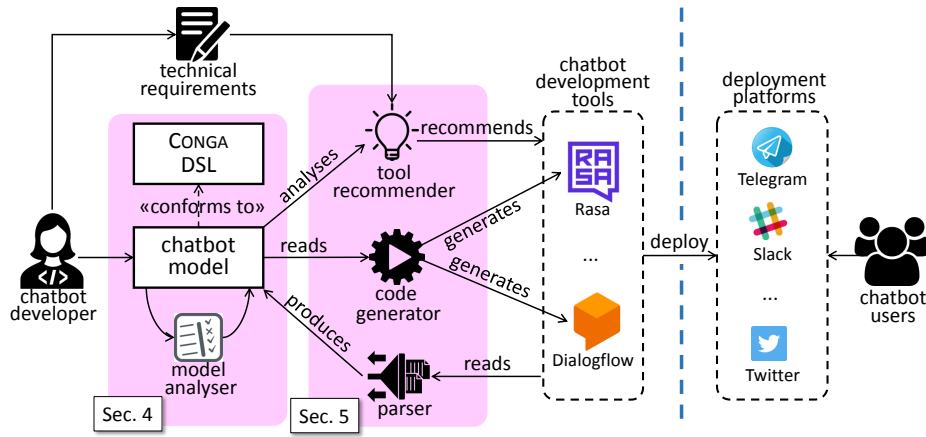 technical
requirements
chatbot
development
tools
deployment
platforms
CONGA
DSL
«conforms to»
chatbot
model
model
analyser
Sec. 4
chatbot
developer
analyses
tool
recommender
recommends
reads
code
generator
generates
generates
produces
parser
reads
Sec. 5
RASA
Rasa
...
Dialogflow
deploy
Telegram
Slack
...
Twitter
chatbot
users